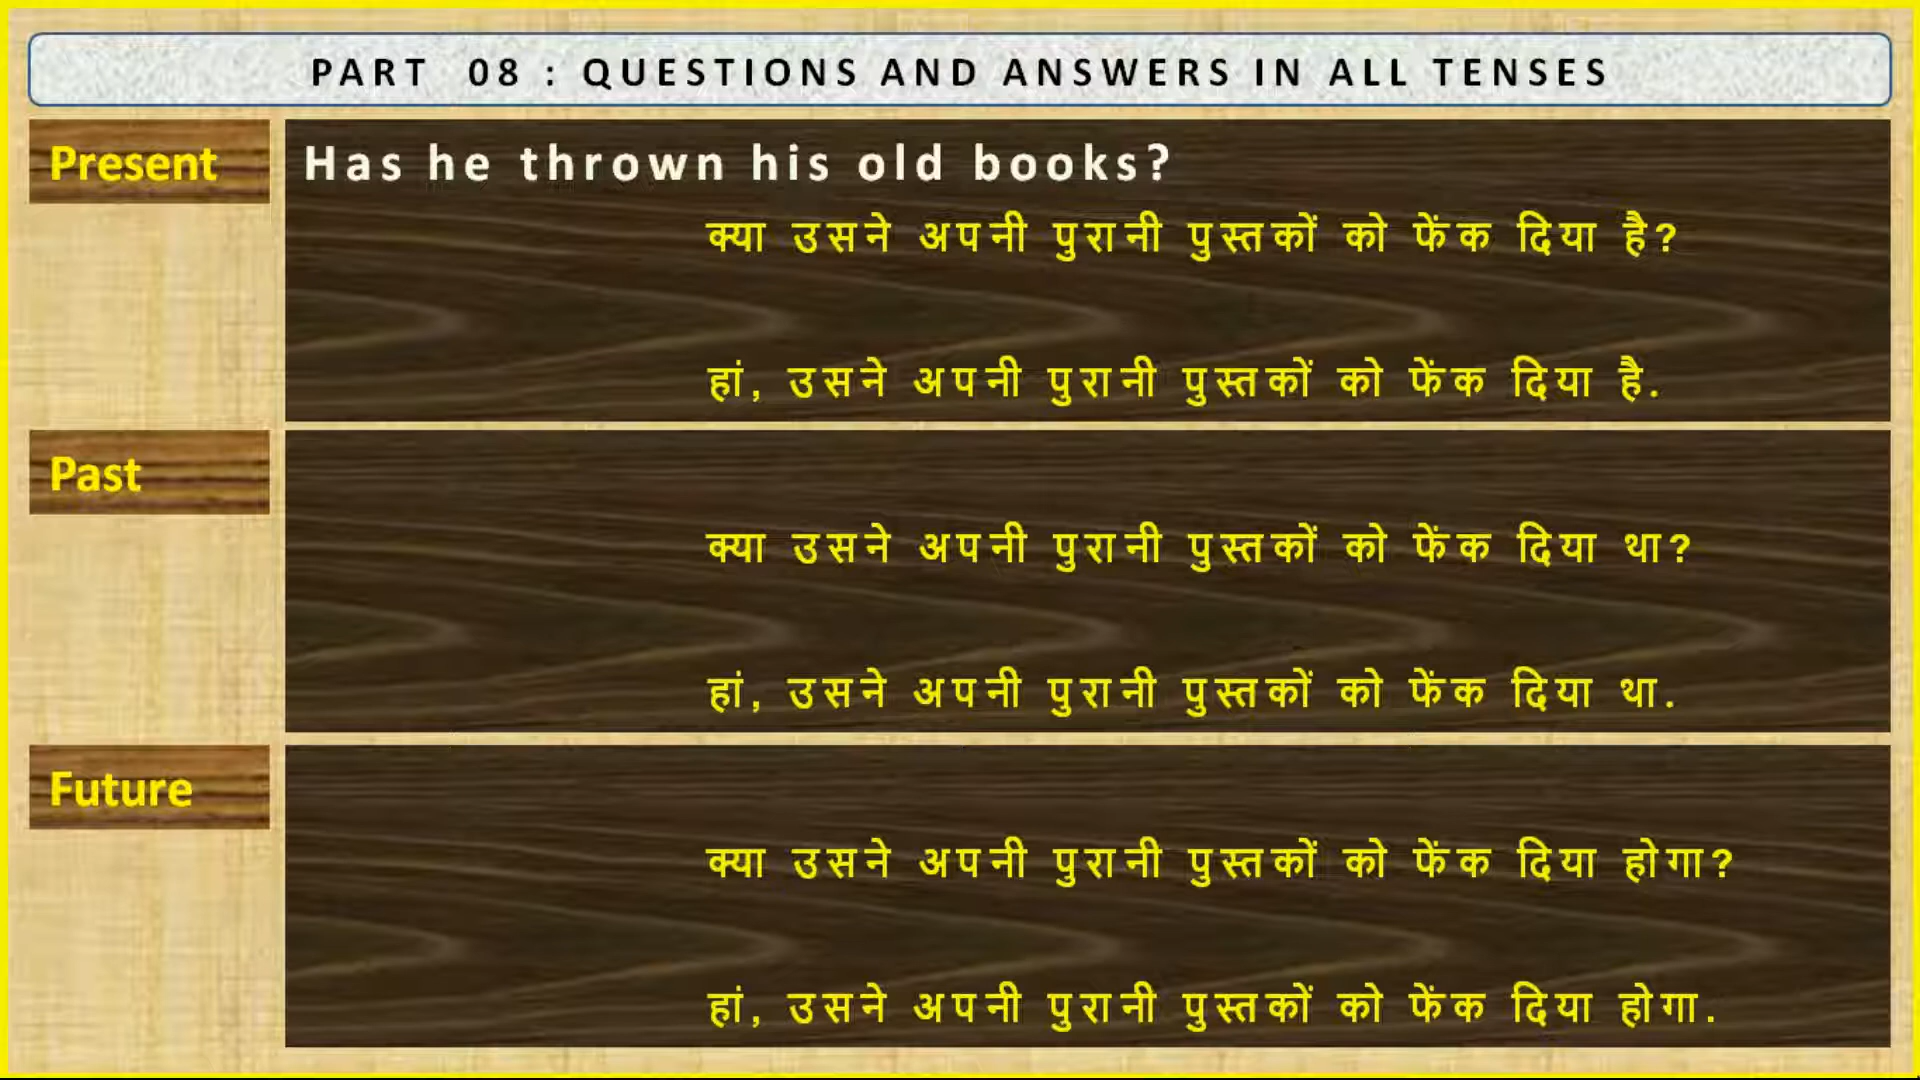 PART 08 : QUESTIONS AND ANSWERS IN ALL TENSES
Present
Has he thrown his old books?
क्या उसने अपनी पुरानी पुस्तकों को फेंक दिया है?
हां, उसने अपनी पुरानी पुस्तकों को फेंक दिया है.
Past
क्या उसने अपनी पुरानी पुस्तकों को फेंक दिया था?
हां, उसने अपनी पुरानी पुस्तकों को फेंक दिया था.
Future
क्या उसने अपनी पुरानी पुस्तकों को फेंक दिया होगा?
हां, उसने अपनी पुरानी पुस्तकों को फेंक दिया होगा.